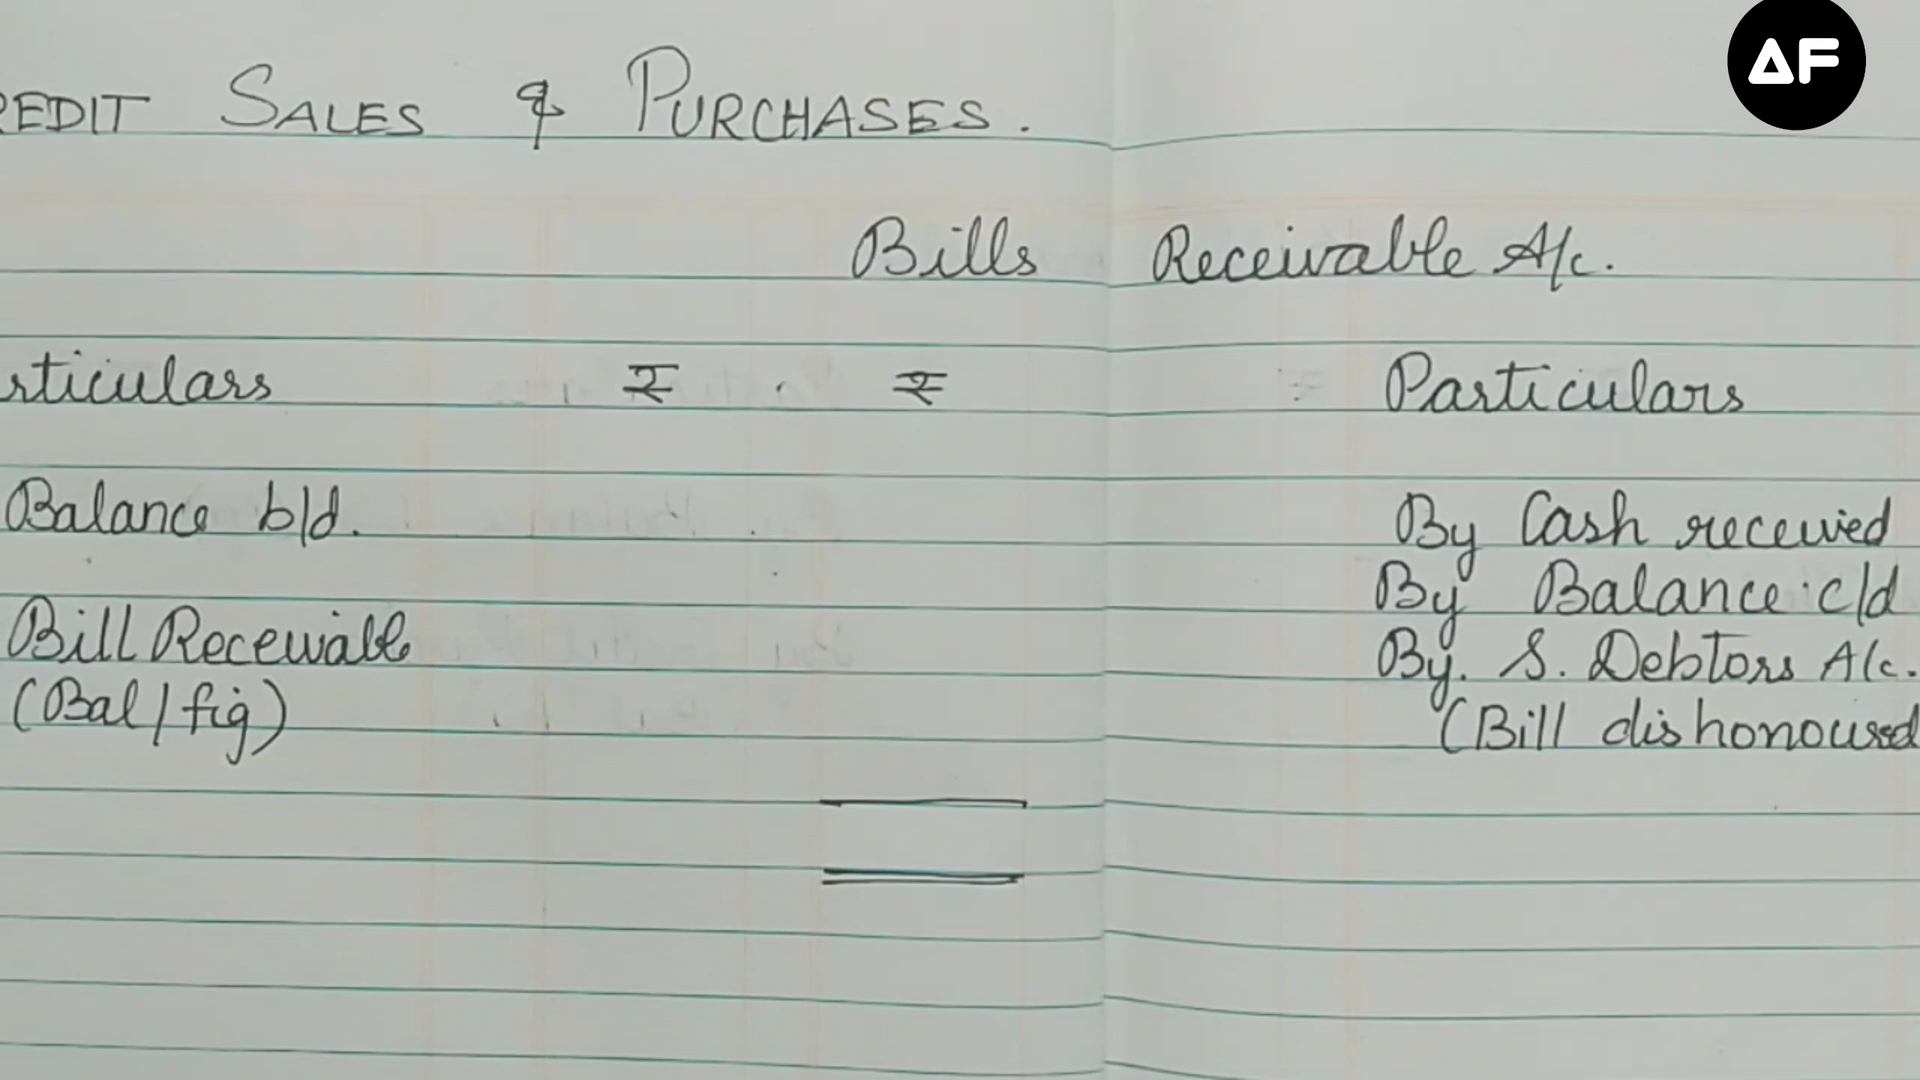 REDIT SALES & PURCHASES.
AF
Bills Receivable A/c.
rticulars ₹ ₹ Particulars
Balance b/d. By Cash received
By Balance c/d
Bill Receivable By. S. Debtors A/c.
(Bal/fig) (Bill dishonoured